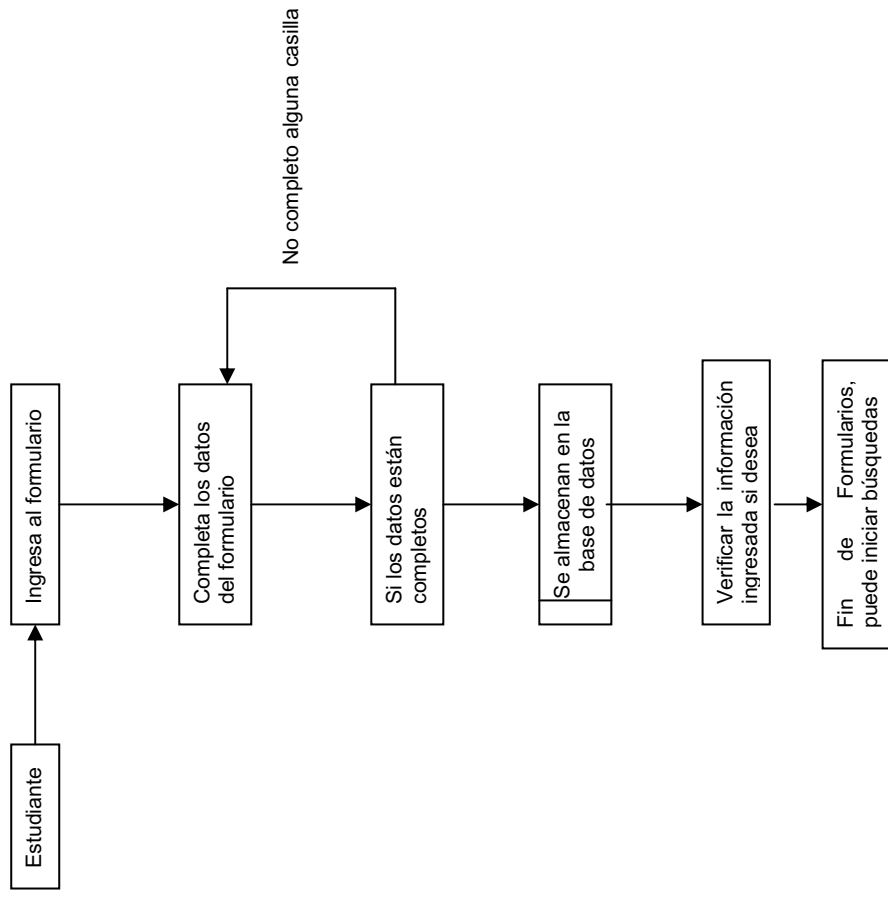 Estudiante
Ingresa al formulario
Completa los datos
del formulario
No completo alguna casilla
Si los datos están
completos
Se almacenan en la
base de datos
Verificar la información
ingresada si desea
Fin de Formularios,
puede iniciar búsquedas